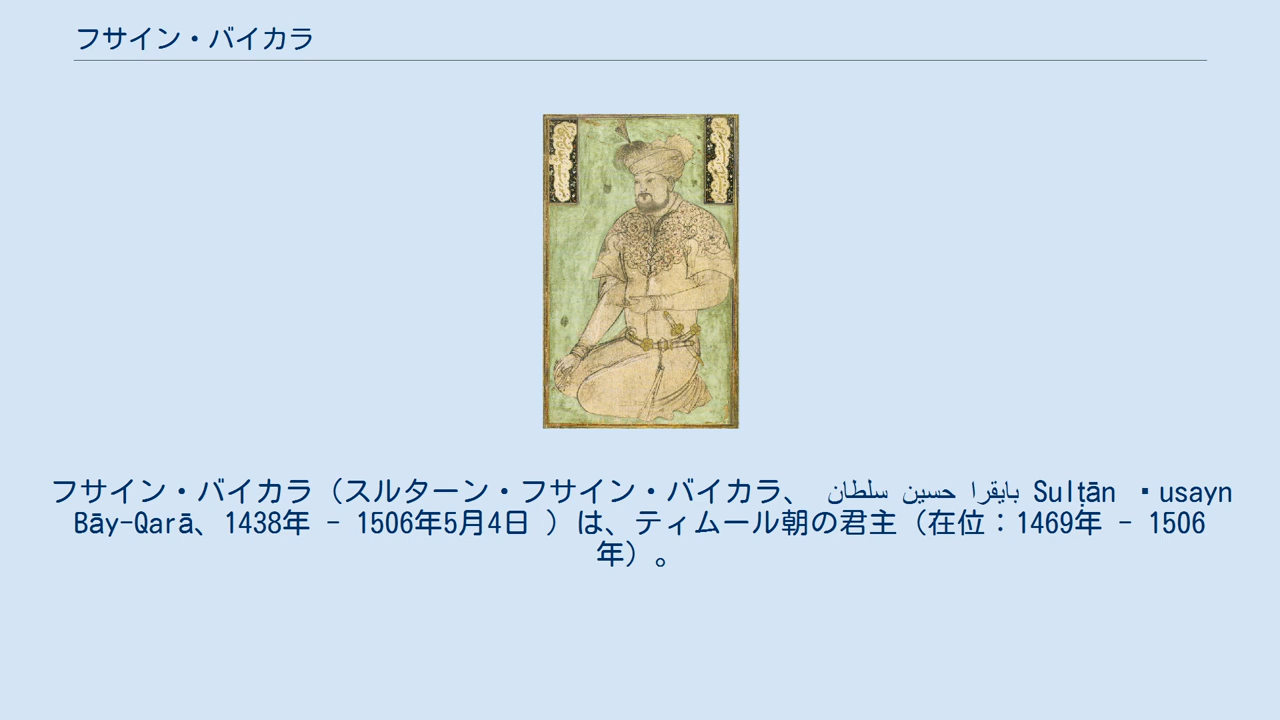 フサイン・バイカラ
フサイン・バイカラ（スルターン・フサイン・バイカラ、 سلطان حسين بايقرا Sulṭān ▪usayn
Bāy-Qarā、1438年 - 1506年5月4日 ）は、ティムール朝の君主（在位：1469年 - 1506
年）。